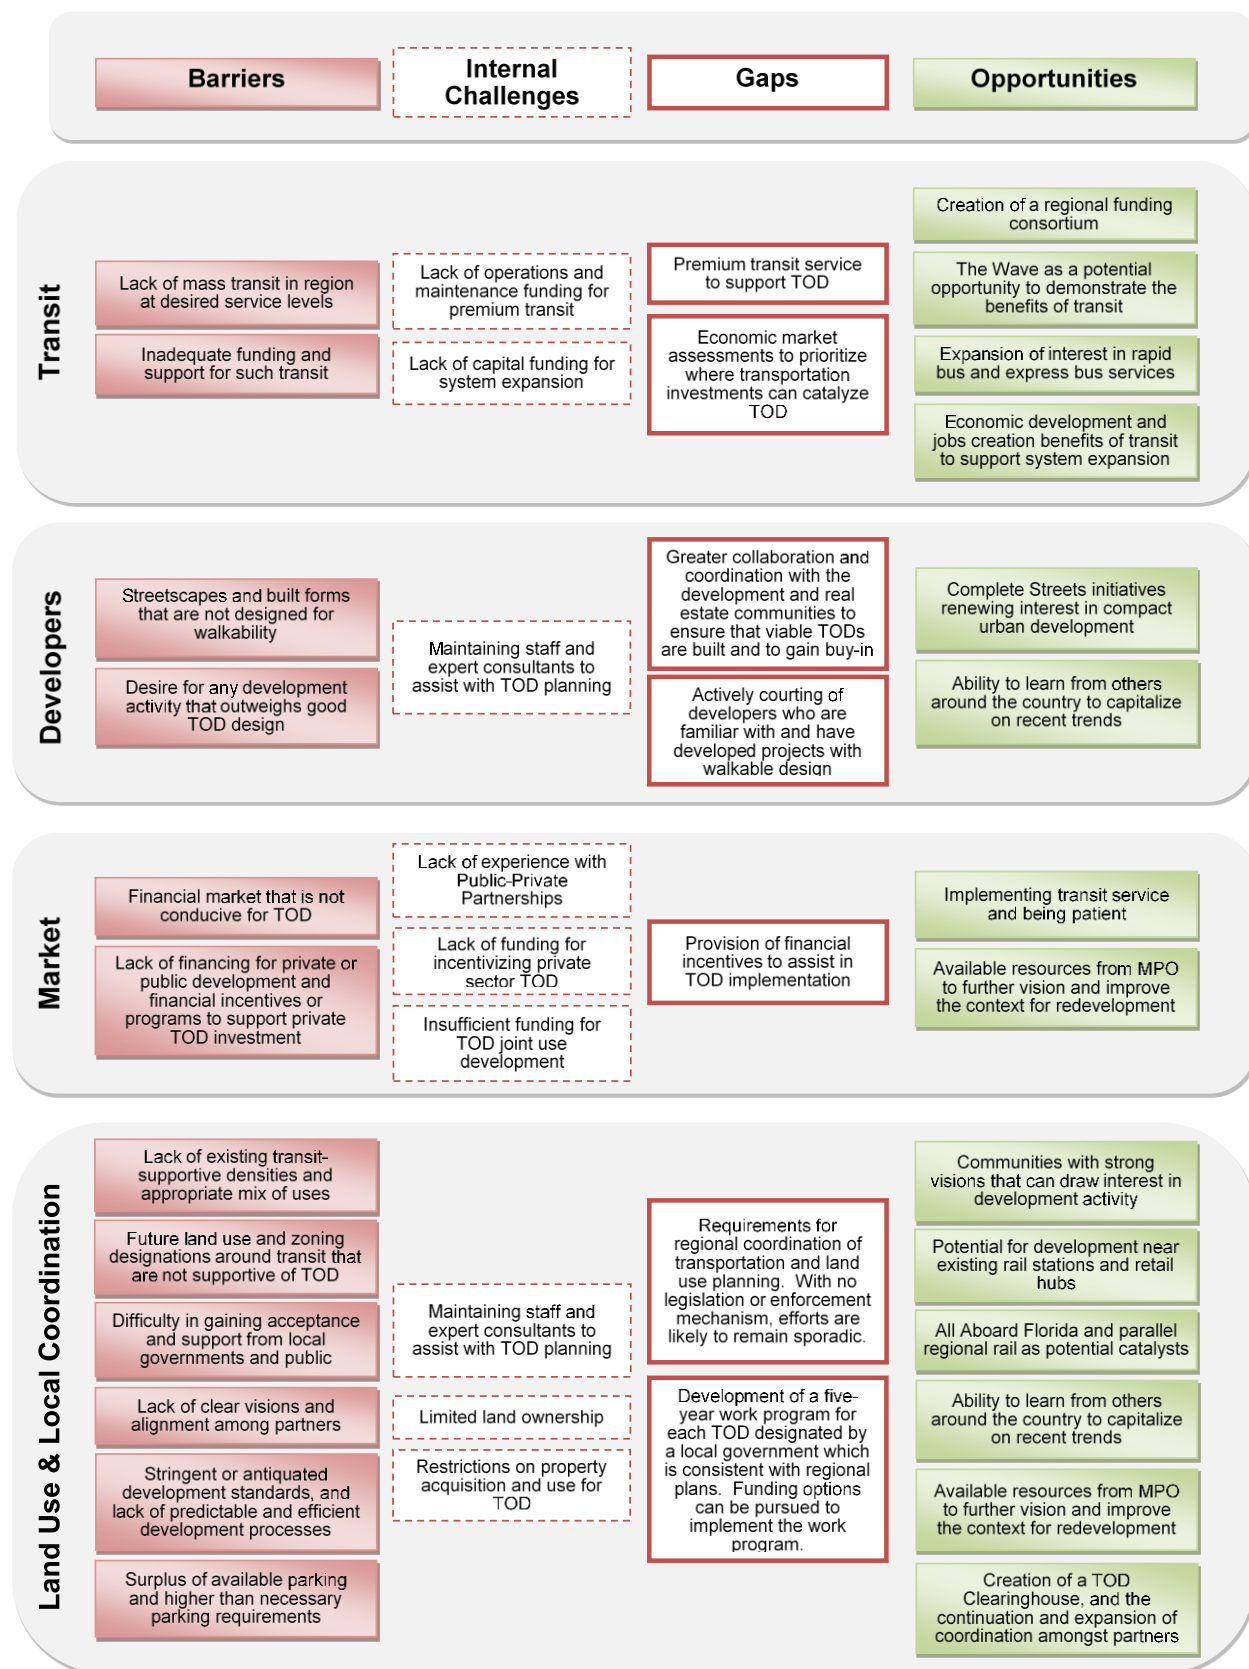 Barriers
Internal
Challenges
Gaps
Opportunities
Transit
Lack of mass transit in region
at desired service levels
Inadequate funding and
support for such transit
Lack of operations and
maintenance funding for
premium transit
Lack of capital funding for
system expansion
Premium transit service
to support TOD
Economic market
assessments to prioritize
where transportation
investments can catalyze
TOD
Creation of a regional funding
consortium
The Wave as a potential
opportunity to demonstrate the
benefits of transit
Expansion of interest in rapid
bus and express bus services
Economic development and
jobs creation benefits of transit
to support system expansion
Developers
Streetscapes and built forms
that are not designed for
walkability
Desire for any development
activity that outweighs good
TOD design
Maintaining staff and
expert consultants to
assist with TOD planning
Greater collaboration and
coordination with the
development and real
estate communities to
ensure that viable TODs
are built and to gain buy-in
Actively courting of
developers who are
familiar with and have
developed projects with
walkable design
Complete Streets initiatives
renewing interest in compact
urban development
Ability to learn from others
around the country to capitalize
on recent trends
Market
Financial market that is not
conducive for TOD
Lack of financing for private or
public development and
financial incentives or
programs to support private
TOD investment
Lack of experience with
Public-Private
Partnerships
Lack of funding for
incentivizing private
sector TOD
Insufficient funding for
TOD joint use
development
Provision of financial
incentives to assist in
TOD implementation
Implementing transit service
and being patient
Available resources from MPO
to further vision and improve
the context for redevelopment
Land Use & Local Coordination
Lack of existing transit-
supportive densities and
appropriate mix of uses
Future land use and zoning
designations around transit that
are not supportive of TOD
Difficulty in gaining acceptance
and support from local
governments and public
Lack of clear visions and
alignment among partners
Stringent or antiquated
development standards, and
lack of predictable and efficient
development processes
Surplus of available parking
and higher than necessary
parking requirements
Maintaining staff and
expert consultants to
assist with TOD planning
Limited land ownership
Restrictions on property
acquisition and use for
TOD
Requirements for
regional coordination of
transportation and land
use planning.  With no
legislation or enforcement
mechanism, efforts are
likely to remain sporadic.
Development of a five-
year work program for
each TOD designated by
a local government which
is consistent with regional
plans.  Funding options
can be pursued to
implement the work
program.
Communities with strong
visions that can draw interest in
development activity
Potential for development near
existing rail stations and retail
hubs
All Aboard Florida and parallel
regional rail as potential catalysts
Ability to learn from others
around the country to capitalize
on recent trends
Available resources from MPO
to further vision and improve
the context for redevelopment
Creation of a TOD
Clearinghouse, and the
continuation and expansion of
coordination amongst partners